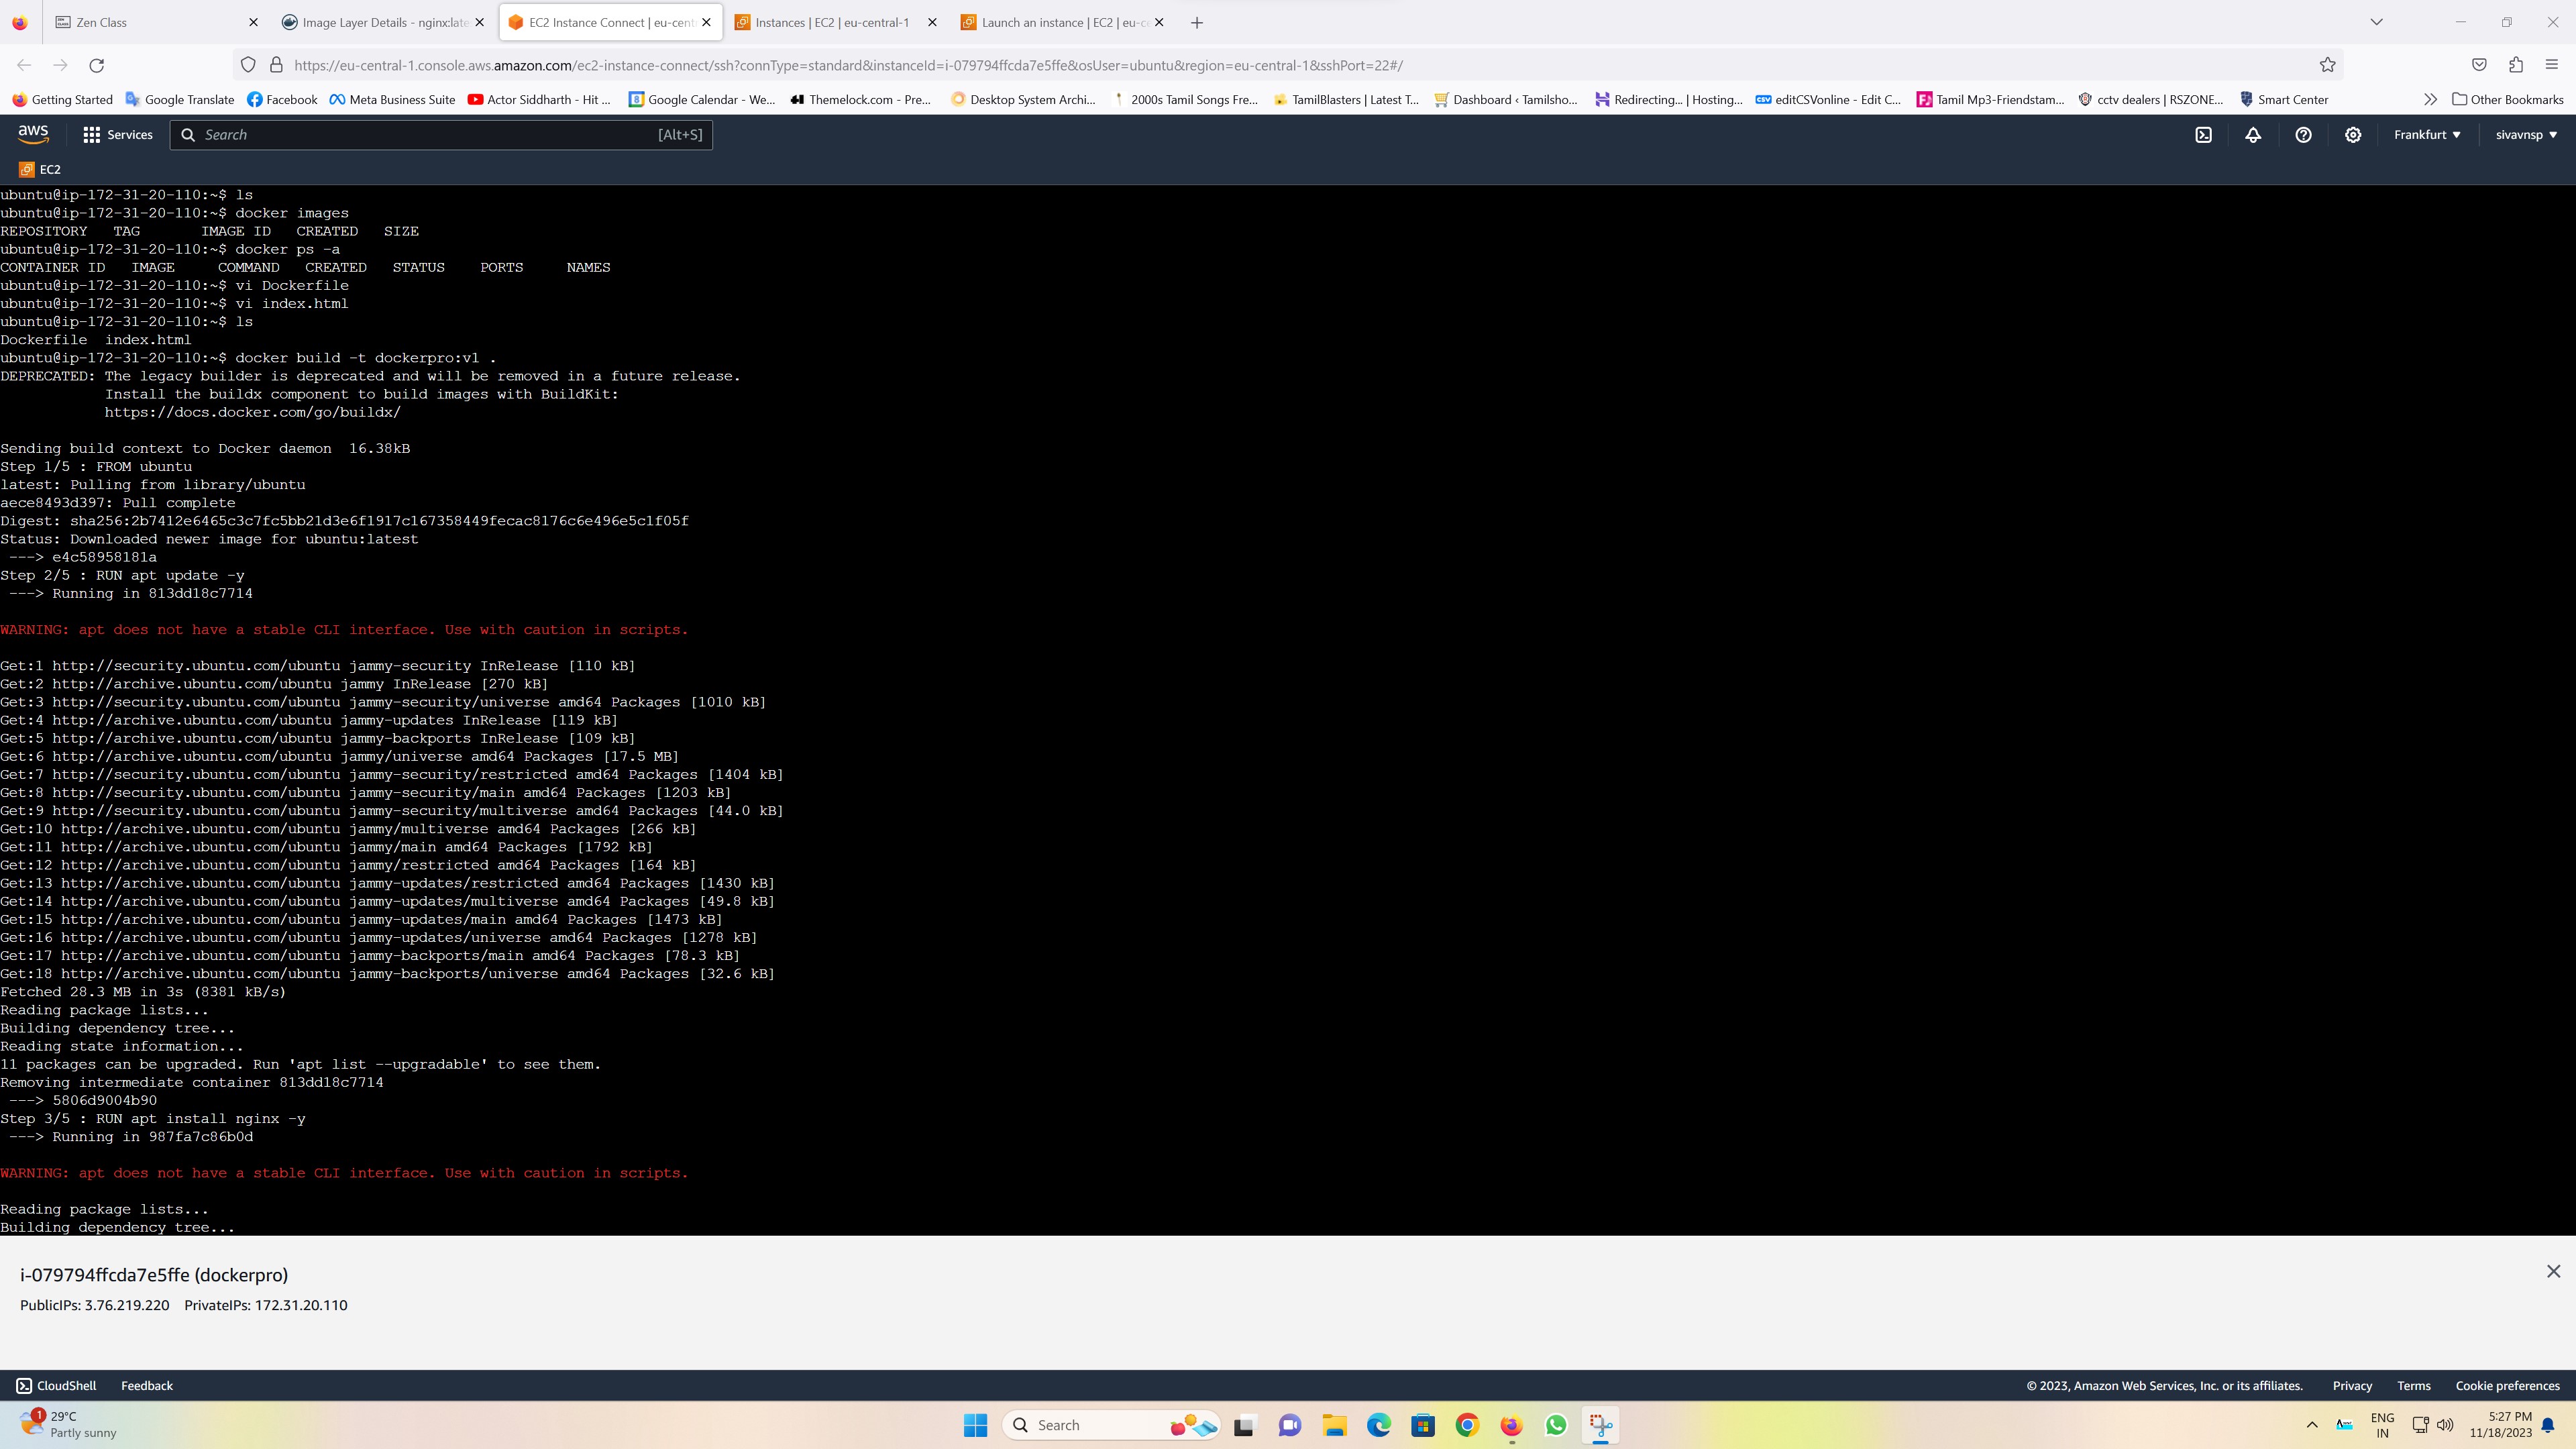 Zen Class
Image Layer Details - nginx:late
EC2 Instance Connect | eu-cent
Instances | EC2 | eu-central-1
Launch an instance | EC2 | eu-c
https://eu-central-1.console.aws.amazon.com/ec2-instance-connect/ssh?connType=standard&instanceId=i-079794ffcda7e5ffe&osUser=ubuntu&region=eu-central-1&sshPort=22#/
Getting Started Google Translate Facebook Meta Business Suite Actor Siddharth - Hit ... Google Calendar - We... Themelock.com - Pre... Desktop System Archi... 2000s Tamil Songs Fre... TamilBlasters | Latest T... Dashboard ‹ Tamilsho... Redirecting... | Hosting... editCSVonline - Edit C... Tamil Mp3-Friendstam... cctv dealers | RSZONE... Smart Center Other Bookmarks
aws Services Search [Alt+S] Frankfurt sivavnsp
EC2
ubuntu@ip-172-31-20-110:~$ ls
ubuntu@ip-172-31-20-110:~$ docker images
REPOSITORY TAG IMAGE ID CREATED SIZE
ubuntu@ip-172-31-20-110:~$ docker ps -a
CONTAINER ID IMAGE COMMAND CREATED STATUS PORTS NAMES
ubuntu@ip-172-31-20-110:~$ vi Dockerfile
ubuntu@ip-172-31-20-110:~$ vi index.html
ubuntu@ip-172-31-20-110:~$ ls
Dockerfile index.html
ubuntu@ip-172-31-20-110:~$ docker build -t dockerpro:v1 .
DEPRECATED: The legacy builder is deprecated and will be removed in a future release.
Install the buildx component to build images with BuildKit:
https://docs.docker.com/go/buildx/
Sending build context to Docker daemon 16.38kB
Step 1/5 : FROM ubuntu
latest: Pulling from library/ubuntu
aece8493d397: Pull complete
Digest: sha256:2b7412e6465c3c7fc5bb21d3e6f1917c167358449fecac8176c6e496e5c1f05f
Status: Downloaded newer image for ubuntu:latest
---> e4c58958181a
Step 2/5 : RUN apt update -y
---> Running in 813dd18c7714
WARNING: apt does not have a stable CLI interface. Use with caution in scripts.
Get:1 http://security.ubuntu.com/ubuntu jammy-security InRelease [110 kB]
Get:2 http://archive.ubuntu.com/ubuntu jammy InRelease [270 kB]
Get:3 http://security.ubuntu.com/ubuntu jammy-security/universe amd64 Packages [1010 kB]
Get:4 http://archive.ubuntu.com/ubuntu jammy-updates InRelease [119 kB]
Get:5 http://archive.ubuntu.com/ubuntu jammy-backports InRelease [109 kB]
Get:6 http://archive.ubuntu.com/ubuntu jammy/universe amd64 Packages [17.5 MB]
Get:7 http://security.ubuntu.com/ubuntu jammy-security/restricted amd64 Packages [1404 kB]
Get:8 http://security.ubuntu.com/ubuntu jammy-security/main amd64 Packages [1203 kB]
Get:9 http://security.ubuntu.com/ubuntu jammy-security/multiverse amd64 Packages [44.0 kB]
Get:10 http://archive.ubuntu.com/ubuntu jammy/multiverse amd64 Packages [266 kB]
Get:11 http://archive.ubuntu.com/ubuntu jammy/main amd64 Packages [1792 kB]
Get:12 http://archive.ubuntu.com/ubuntu jammy/restricted amd64 Packages [164 kB]
Get:13 http://archive.ubuntu.com/ubuntu jammy-updates/restricted amd64 Packages [1430 kB]
Get:14 http://archive.ubuntu.com/ubuntu jammy-updates/multiverse amd64 Packages [49.8 kB]
Get:15 http://archive.ubuntu.com/ubuntu jammy-updates/main amd64 Packages [1473 kB]
Get:16 http://archive.ubuntu.com/ubuntu jammy-updates/universe amd64 Packages [1278 kB]
Get:17 http://archive.ubuntu.com/ubuntu jammy-backports/main amd64 Packages [78.3 kB]
Get:18 http://archive.ubuntu.com/ubuntu jammy-backports/universe amd64 Packages [32.6 kB]
Fetched 28.3 MB in 3s (8381 kB/s)
Reading package lists...
Building dependency tree...
Reading state information...
11 packages can be upgraded. Run 'apt list --upgradable' to see them.
Removing intermediate container 813dd18c7714
---> 5806d9004b90
Step 3/5 : RUN apt install nginx -y
---> Running in 987fa7c86b0d
WARNING: apt does not have a stable CLI interface. Use with caution in scripts.
Reading package lists...
Building dependency tree...
i-079794ffcda7e5ffe (dockerpro)
PublicIPs: 3.76.219.220 PrivateIPs: 172.31.20.110
CloudShell Feedback © 2023, Amazon Web Services, Inc. or its affiliates. Privacy Terms Cookie preferences
1 29°C
Partly sunny
Search
ENG
IN
5:27 PM
11/18/2023